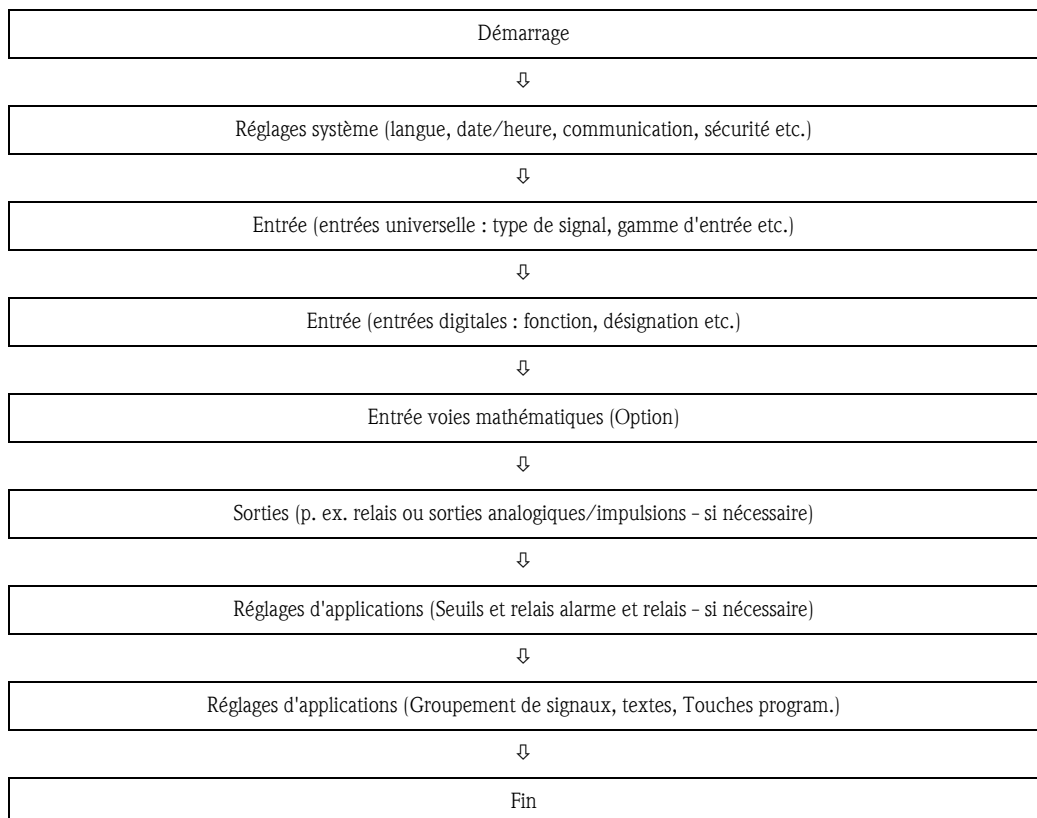 Démarrage
⇩
Réglages système (langue, date/heure, communication, sécurité etc.)
⇩
Entrée (entrées universelle : type de signal, gamme d'entrée etc.)
⇩
Entrée (entrées digitales : fonction, désignation etc.)
⇩
Entrée voies mathématiques (Option)
⇩
Sorties (p. ex. relais ou sorties analogiques/impulsions - si nécessaire)
⇩
Réglages d'applications (Seuils et relais alarme et relais - si nécessaire)
⇩
Réglages d'applications (Groupement de signaux, textes, Touches program.)
⇩
Fin